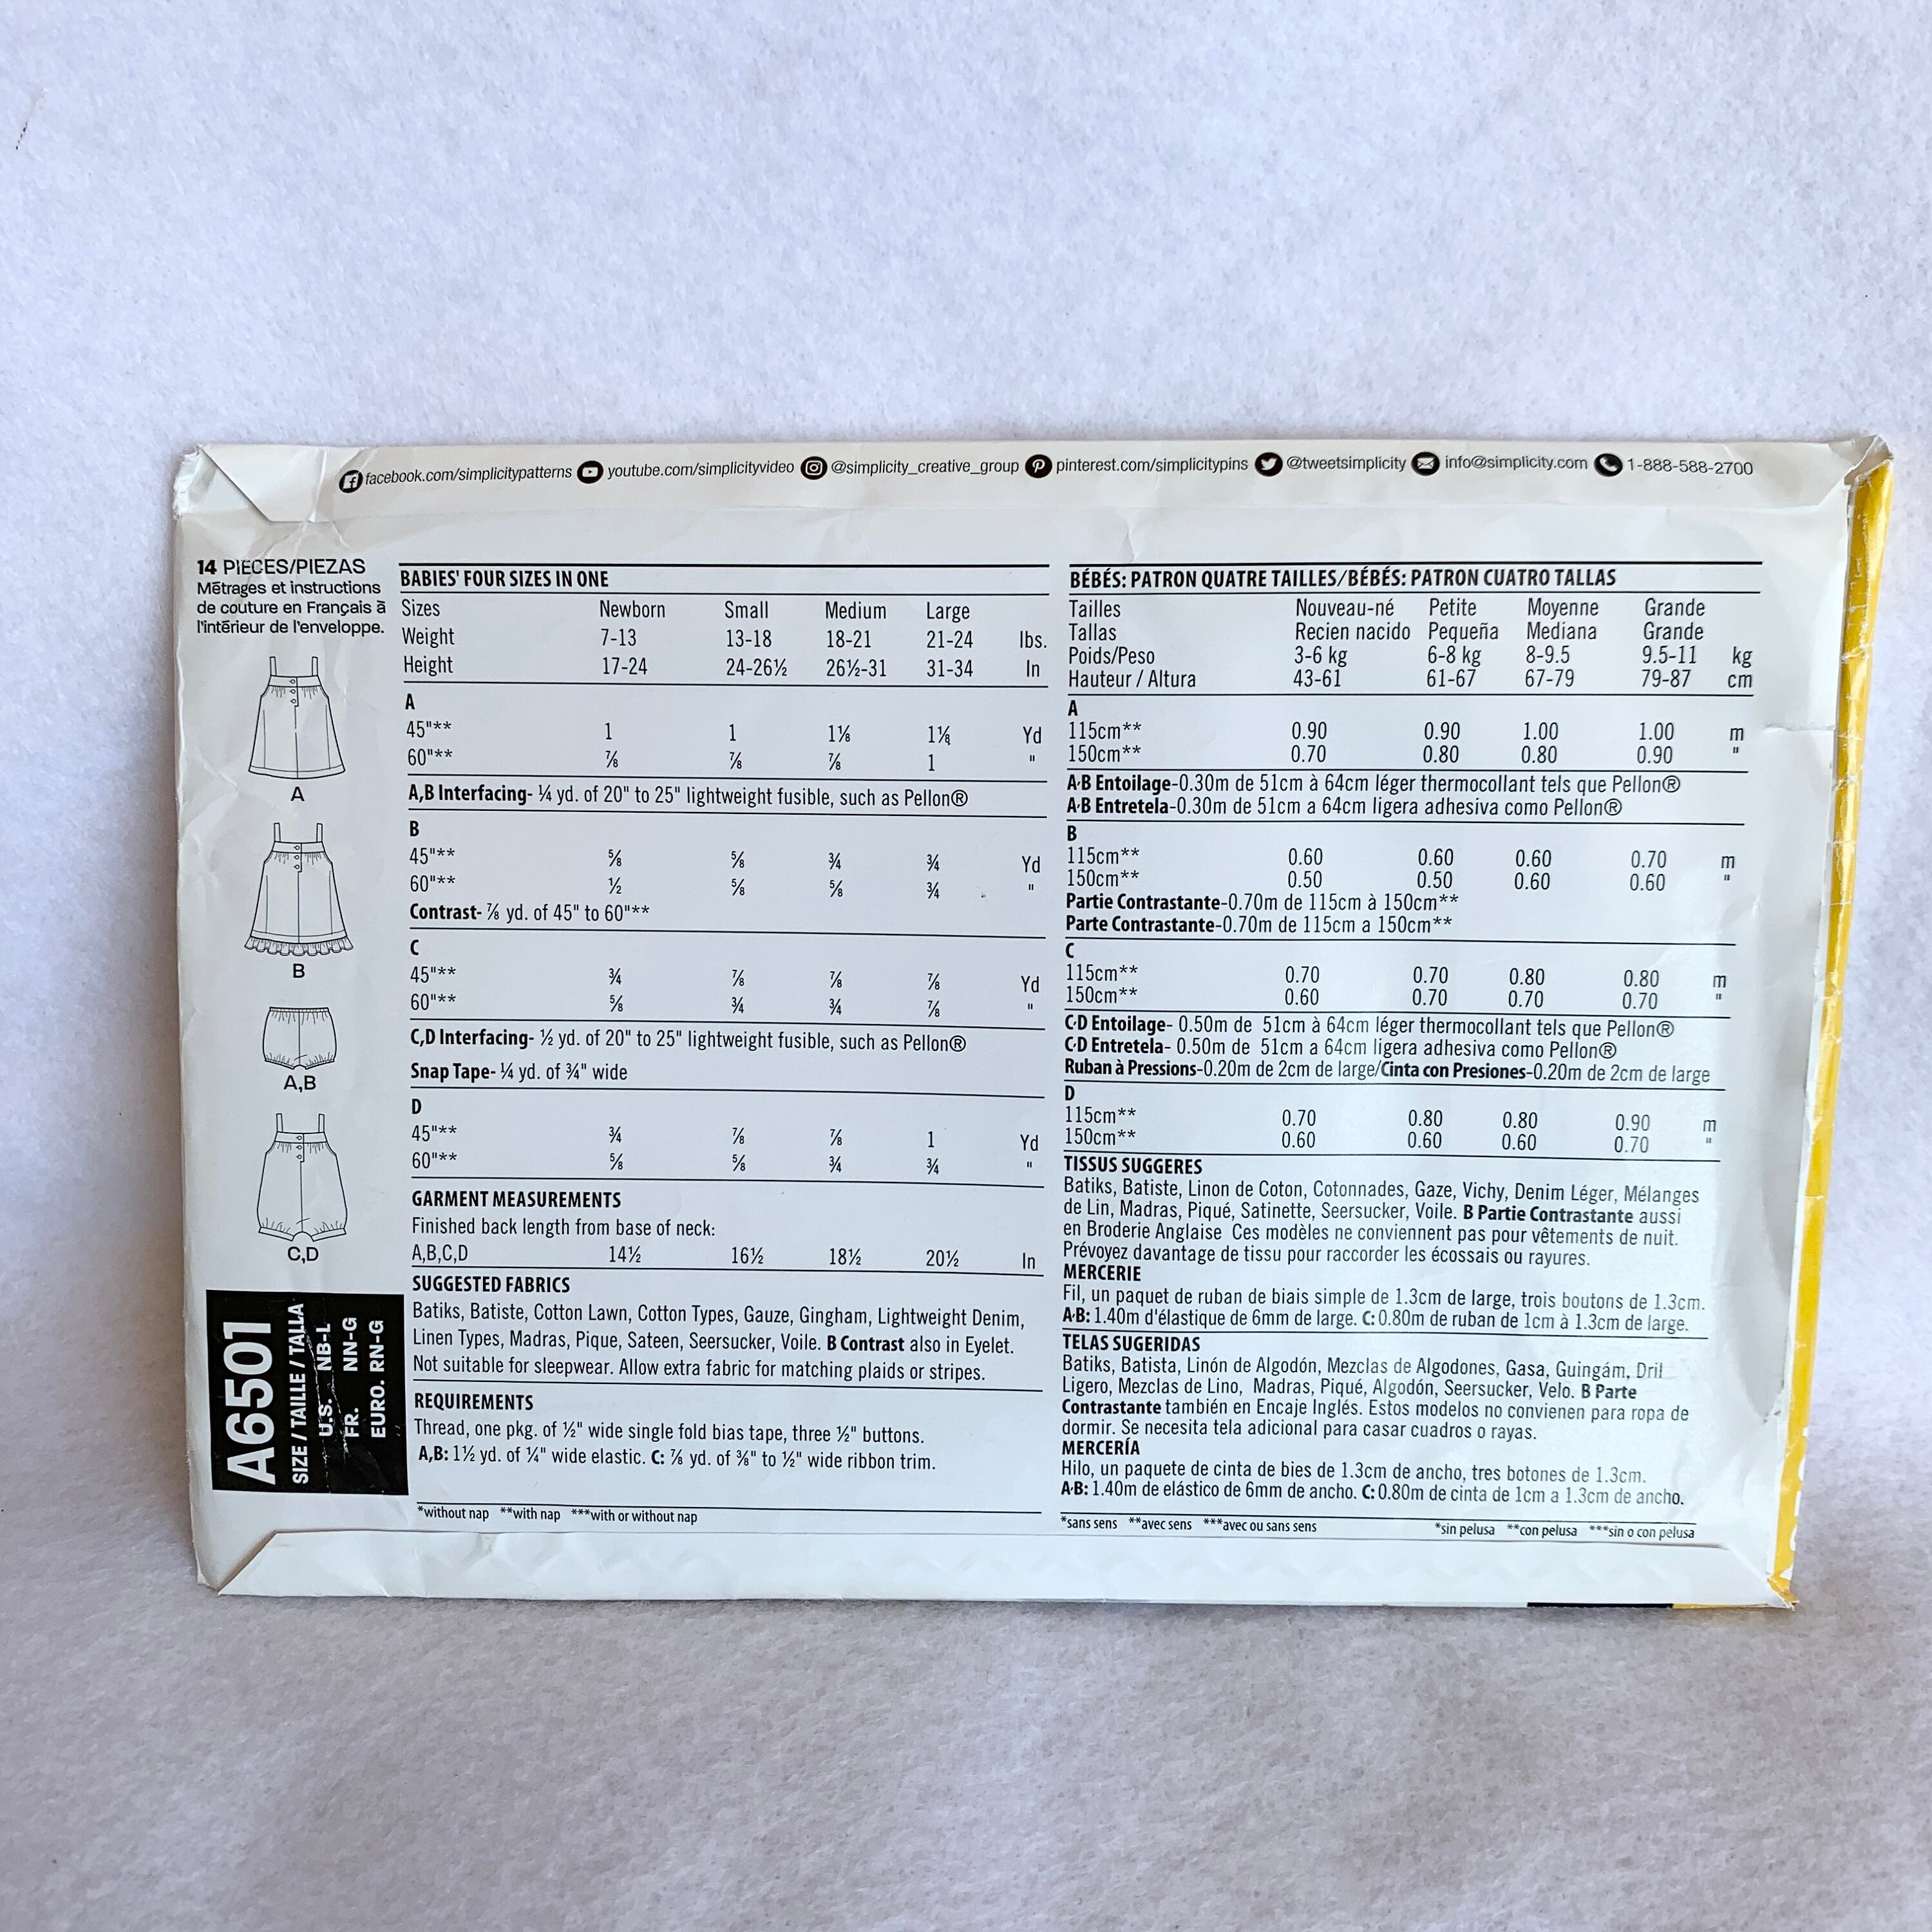 facebook.com/simplicitypatterns youtube.com/simplicityvideo @simplicity_creative_group pinterest.com/simplicitypins @tweetsimplicity info@simplicity.com 1-888-588-2700
14 PIECES/PIEZAS
Métrages et instructions
de couture en Français à
l'intérieur de l'enveloppe.
A
B
A,B
C,D
A6501
SIZE / TAILLE / TALLA
U.S. NB-L
FR. NN-G
EURO. RN-G
BABIES' FOUR SIZES IN ONE
Sizes Newborn Small Medium Large
Weight 7-13 13-18 18-21 21-24 lbs.
Height 17-24 24-26½ 26½-31 31-34 In
A
45"** 1 1 1⅛ 1⅛ Yd
60"** ⅞ ⅞ ⅞ 1 "
A,B Interfacing- ¼ yd. of 20" to 25" lightweight fusible, such as Pellon®
B
45"** ⅝ ⅝ ¾ ¾ Yd
60"** ½ ⅝ ⅝ ¾ "
Contrast- ⅞ yd. of 45" to 60"**
C
45"** ¾ ⅞ ⅞ ⅞ Yd
60"** ⅝ ¾ ¾ ⅞ "
C,D Interfacing- ½ yd. of 20" to 25" lightweight fusible, such as Pellon®
Snap Tape- ¼ yd. of ¾" wide
D
45"** ¾ ⅞ ⅞ 1 Yd
60"** ⅝ ⅝ ¾ ¾ "
GARMENT MEASUREMENTS
Finished back length from base of neck:
A,B,C,D 14½ 16½ 18½ 20½ In
SUGGESTED FABRICS
Batiks, Batiste, Cotton Lawn, Cotton Types, Gauze, Gingham, Lightweight Denim,
Linen Types, Madras, Pique, Sateen, Seersucker, Voile. B Contrast also in Eyelet.
Not suitable for sleepwear. Allow extra fabric for matching plaids or stripes.
REQUIREMENTS
Thread, one pkg. of ½" wide single fold bias tape, three ½" buttons.
A,B: 1½ yd. of ¼" wide elastic. C: ⅞ yd. of ⅜" to ½" wide ribbon trim.
*without nap **with nap ***with or without nap
BÉBÉS: PATRON QUATRE TAILLES/BÉBÉS: PATRON CUATRO TALLAS
Tailles Nouveau-né Petite Moyenne Grande
Tallas Recien nacido Pequeña Mediana Grande
Poids/Peso 3-6 kg 6-8 kg 8-9.5 9.5-11 kg
Hauteur / Altura 43-61 61-67 67-79 79-87 cm
A
115cm** 0.90 0.90 1.00 1.00 m
150cm** 0.70 0.80 0.80 0.90 "
A·B Entoilage-0.30m de 51cm à 64cm léger thermocollant tels que Pellon®
A·B Entretela-0.30m de 51cm a 64cm ligera adhesiva como Pellon®
B
115cm** 0.60 0.60 0.60 0.70 m
150cm** 0.50 0.50 0.60 0.60 "
Partie Contrastante-0.70m de 115cm à 150cm**
Parte Contrastante-0.70m de 115cm a 150cm**
C
115cm** 0.70 0.70 0.80 0.80 m
150cm** 0.60 0.70 0.70 0.70 "
C·D Entoilage- 0.50m de 51cm à 64cm léger thermocollant tels que Pellon®
C·D Entretela- 0.50m de 51cm a 64cm ligera adhesiva como Pellon®
Ruban à Pressions-0.20m de 2cm de large/Cinta con Presiones-0.20m de 2cm de large
D
115cm** 0.70 0.80 0.80 0.90 m
150cm** 0.60 0.60 0.60 0.70 "
TISSUS SUGGERES
Batiks, Batiste, Linon de Coton, Cotonnades, Gaze, Vichy, Denim Léger, Mélanges
de Lin, Madras, Piqué, Satinette, Seersucker, Voile. B Partie Contrastante aussi
en Broderie Anglaise Ces modèles ne conviennent pas pour vêtements de nuit.
Prévoyez davantage de tissu pour raccorder les écossais ou rayures.
MERCERIE
Fil, un paquet de ruban de biais simple de 1.3cm de large, trois boutons de 1.3cm.
A·B: 1.40m d'élastique de 6mm de large. C: 0.80m de ruban de 1cm à 1.3cm de large.
TELAS SUGERIDAS
Batiks, Batista, Linón de Algodón, Mezclas de Algodones, Gasa, Guingám, Dril
Ligero, Mezclas de Lino, Madras, Piqué, Algodón, Seersucker, Velo. B Parte
Contrastante también en Encaje Inglés. Estos modelos no convienen para ropa de
dormir. Se necesita tela adicional para casar cuadros o rayas.
MERCERÍA
Hilo, un paquete de cinta de bies de 1.3cm de ancho, tres botones de 1.3cm.
A·B: 1.40m de elástico de 6mm de ancho. C: 0.80m de cinta de 1cm a 1.3cm de ancho.
*sans sens **avec sens ***avec ou sans sens *sin pelusa **con pelusa ***sin o con pelusa